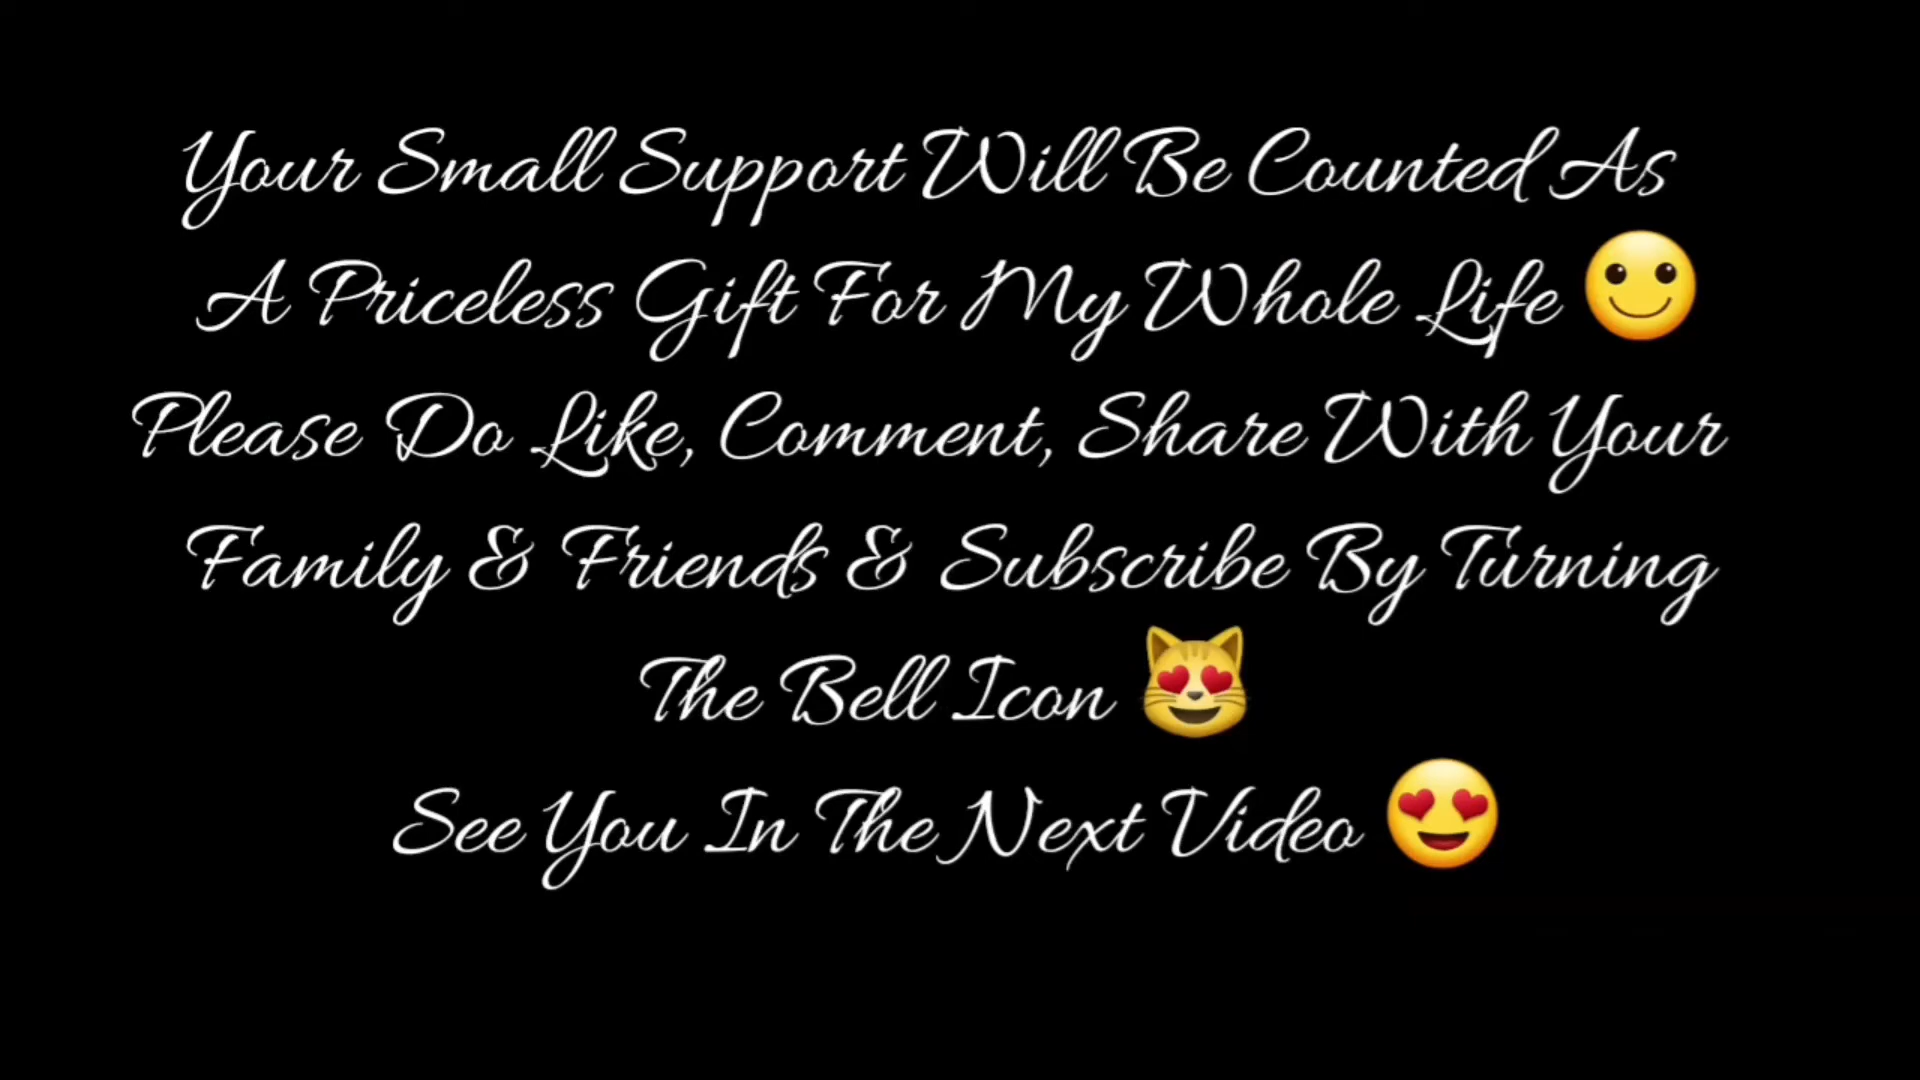 Your Small Support Will Be Counted As
A Priceless Gift For My Whole Life 🙂
Please Do Like, Comment, Share With Your
Family & Friends & Subscribe By Turning
The Bell Icon 😻
See You In The Next Video 😍